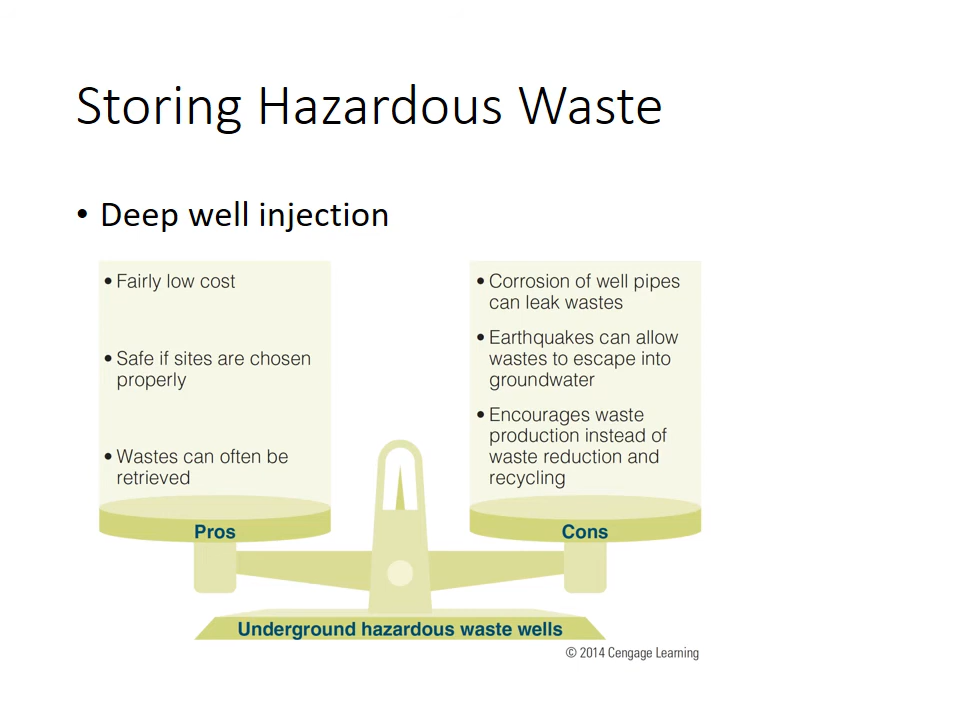 Storing Hazardous Waste
• Deep well injection
• Fairly low cost
• Safe if sites are chosen
properly
• Wastes can often be
retrieved
Pros
• Corrosion of well pipes
can leak wastes
• Earthquakes can allow
wastes to escape into
groundwater
• Encourages waste
production instead of
waste reduction and
recycling
Cons
Underground hazardous waste wells
© 2014 Cengage Learning